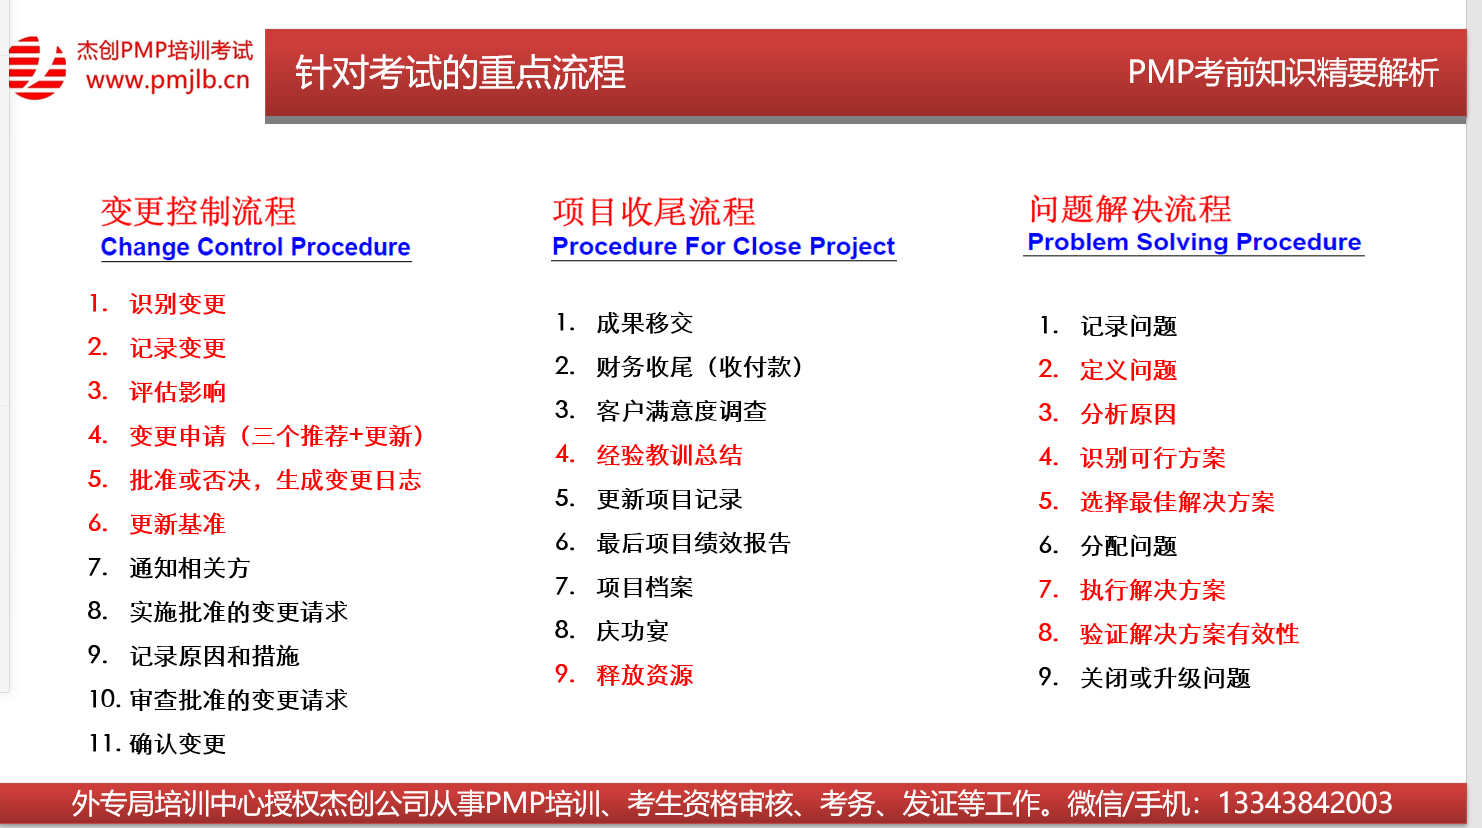 杰创PMP培训考试
www.pmjlb.cn
针对考试的重点流程
PMP考前知识精要解析
变更控制流程
Change Control Procedure
1. 识别变更
2. 记录变更
3. 评估影响
4. 变更申请（三个推荐+更新）
5. 批准或否决，生成变更日志
6. 更新基准
7. 通知相关方
8. 实施批准的变更请求
9. 记录原因和措施
10. 审查批准的变更请求
11. 确认变更
项目收尾流程
Procedure For Close Project
1. 成果移交
2. 财务收尾（收付款）
3. 客户满意度调查
4. 经验教训总结
5. 更新项目记录
6. 最后项目绩效报告
7. 项目档案
8. 庆功宴
9. 释放资源
问题解决流程
Problem Solving Procedure
1. 记录问题
2. 定义问题
3. 分析原因
4. 识别可行方案
5. 选择最佳解决方案
6. 分配问题
7. 执行解决方案
8. 验证解决方案有效性
9. 关闭或升级问题
外专局培训中心授权杰创公司从事PMP培训、考生资格审核、考务、发证等工作。微信/手机：13343842003